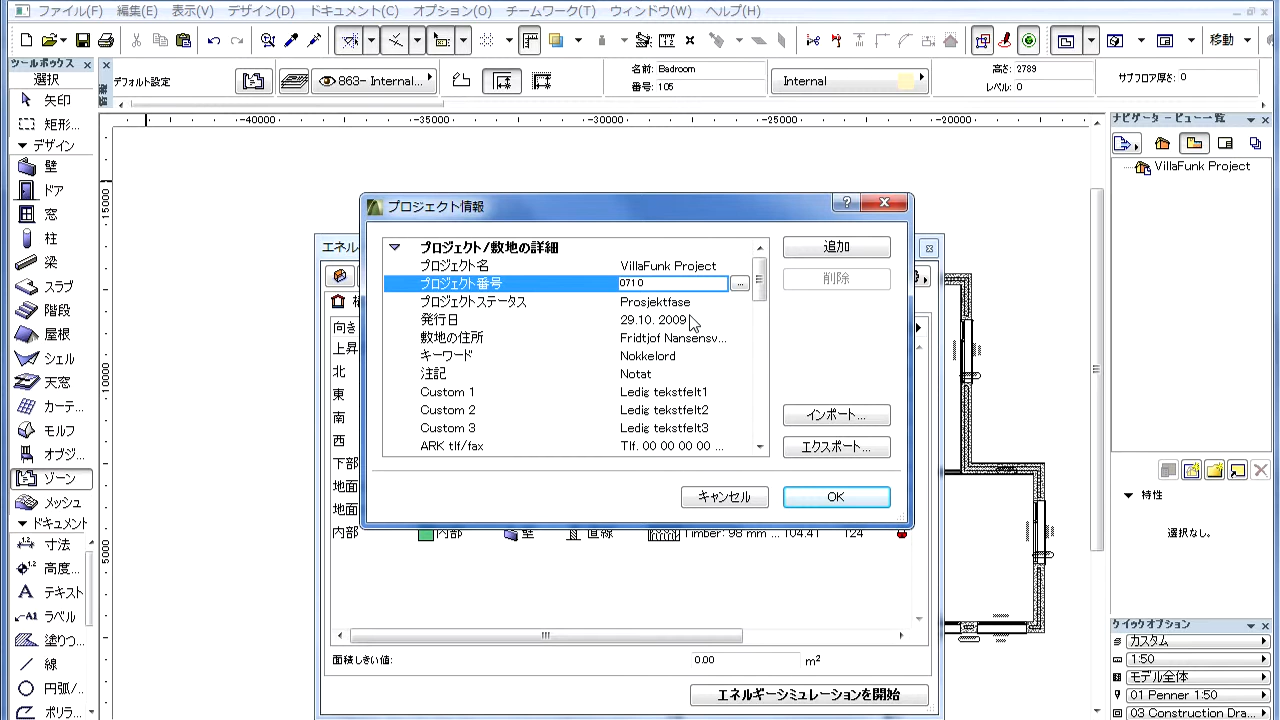 ファイル(F) 編集(E) 表示(V) デザイン(D) ドキュメント(C) オプション(O) チームワーク(T) ウィンドウ(W) ヘルプ(H)
移動
ツールボックス
選択
デフォルト設定
863- Internal...
名前: Badroom
番号: 105
Internal
高さ: 2789
レベル: 0
サブフロア厚さ: 0
矢印
矩形...
デザイン
壁
ドア
窓
柱
梁
スラブ
階段
屋根
シェル
天窓
カーテ...
モルフ
オブジ...
ゾーン
メッシュ
ドキュメント
寸法
高度...
テキスト
ラベル
塗りつ...
線
円弧/...
ポリラ...
-40000 -35000 -30000 -25000 -20000
15000
10000
5000
プロジェクト情報
プロジェクト/敷地の詳細
プロジェクト名 VillaFunk Project
プロジェクト番号 0710
プロジェクトステータス Prosjektfase
発行日 29.10. 2009
敷地の住所 Fridtjof Nansensv...
キーワード Nokkelord
注記 Notat
Custom 1 Ledig tekstfelt1
Custom 2 Ledig tekstfelt2
Custom 3 Ledig tekstfelt3
ARK tlf/fax Tlf. 00 00 00 00 ...
追加
削除
インポート...
エクスポート...
キャンセル
OK
エネル
向き
上昇
北
東
南
西
下部
地面
地面
内部 内部 壁 直線 Timber: 98 mm ... 104.41 124
面積しきい値: 0.00 m²
エネルギーシミュレーションを開始
ナビゲーター - ビュー一覧
VillaFunk Project
特性
選択なし。
クイックオプション
カスタム
1:50
モデル全体
01 Penner 1:50
03 Construction Dra...